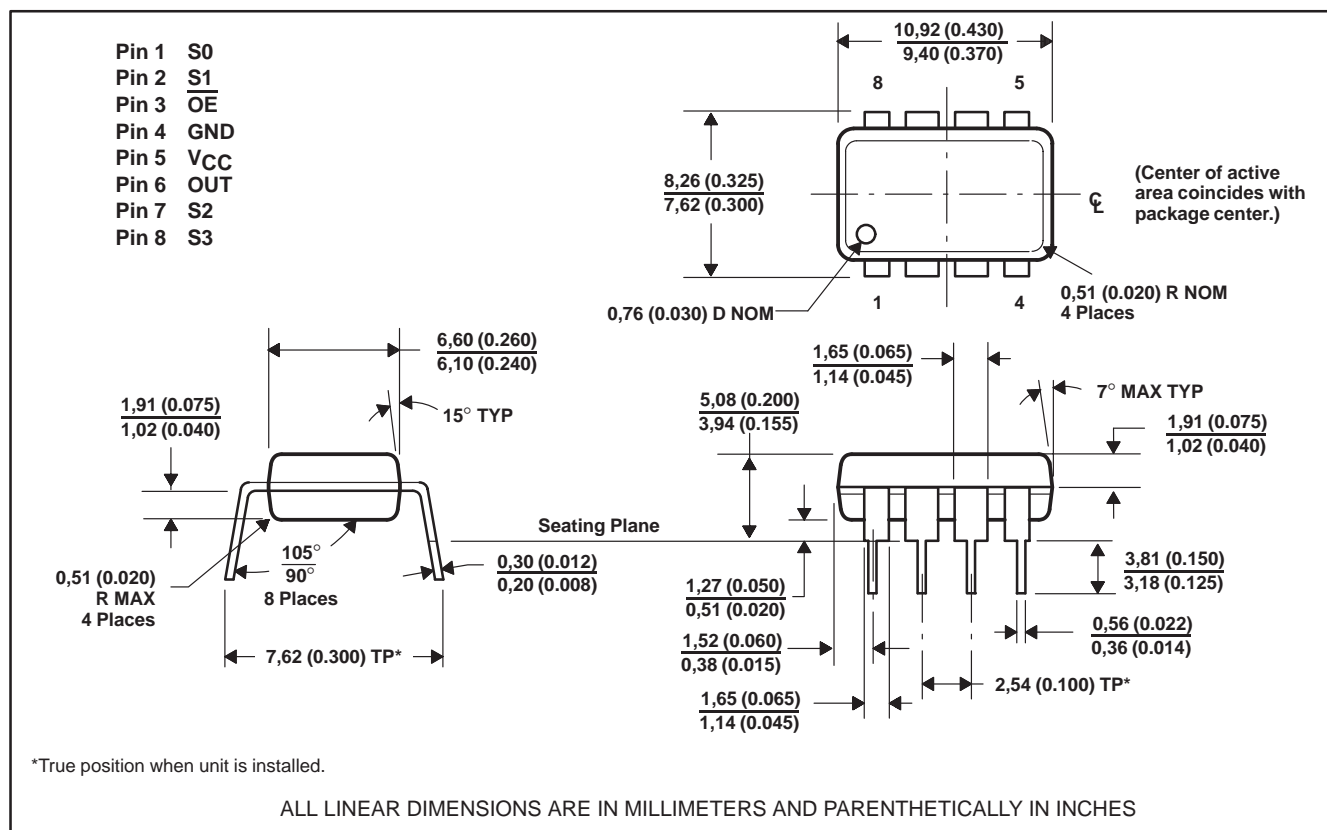 Pin 1 S0
Pin 2 S1
Pin 3 O̅E̅
Pin 4 GND
Pin 5 VCC
Pin 6 OUT
Pin 7 S2
Pin 8 S3
10,92 (0.430)
9,40 (0.370)
8 5
8,26 (0.325)
7,62 (0.300)
℄
(Center of active
area coincides with
package center.)
1 4
0,76 (0.030) D NOM
0,51 (0.020) R NOM
4 Places
6,60 (0.260)
6,10 (0.240)
15° TYP
1,91 (0.075)
1,02 (0.040)
105°
90°
8 Places
0,51 (0.020)
R MAX
4 Places
0,30 (0.012)
0,20 (0.008)
7,62 (0.300) TP*
Seating Plane
1,65 (0.065)
1,14 (0.045)
7° MAX TYP
5,08 (0.200)
3,94 (0.155)
1,91 (0.075)
1,02 (0.040)
1,27 (0.050)
0,51 (0.020)
3,81 (0.150)
3,18 (0.125)
1,52 (0.060)
0,38 (0.015)
0,56 (0.022)
0,36 (0.014)
2,54 (0.100) TP*
1,65 (0.065)
1,14 (0.045)
*True position when unit is installed.
ALL LINEAR DIMENSIONS ARE IN MILLIMETERS AND PARENTHETICALLY IN INCHES